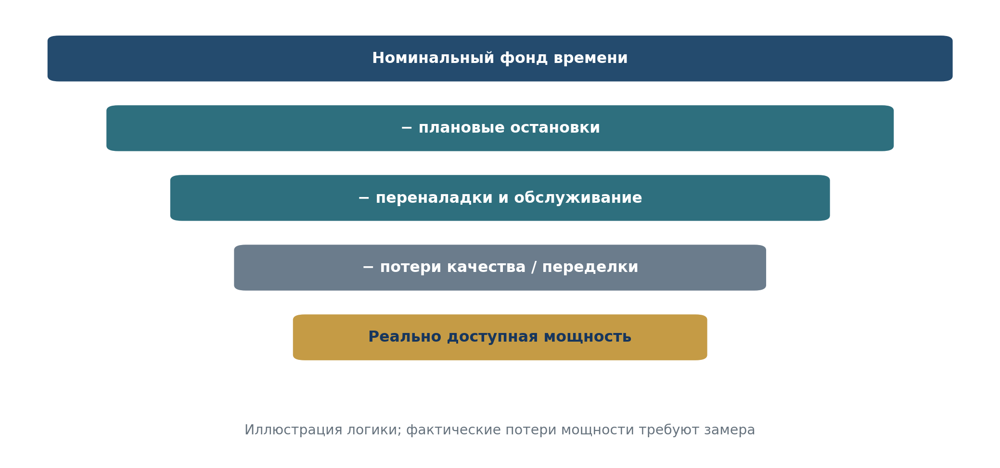 Номинальный фонд времени
− плановые остановки
− переналадки и обслуживание
− потери качества / переделки
Реально доступная мощность
Иллюстрация логики; фактические потери мощности требуют замера